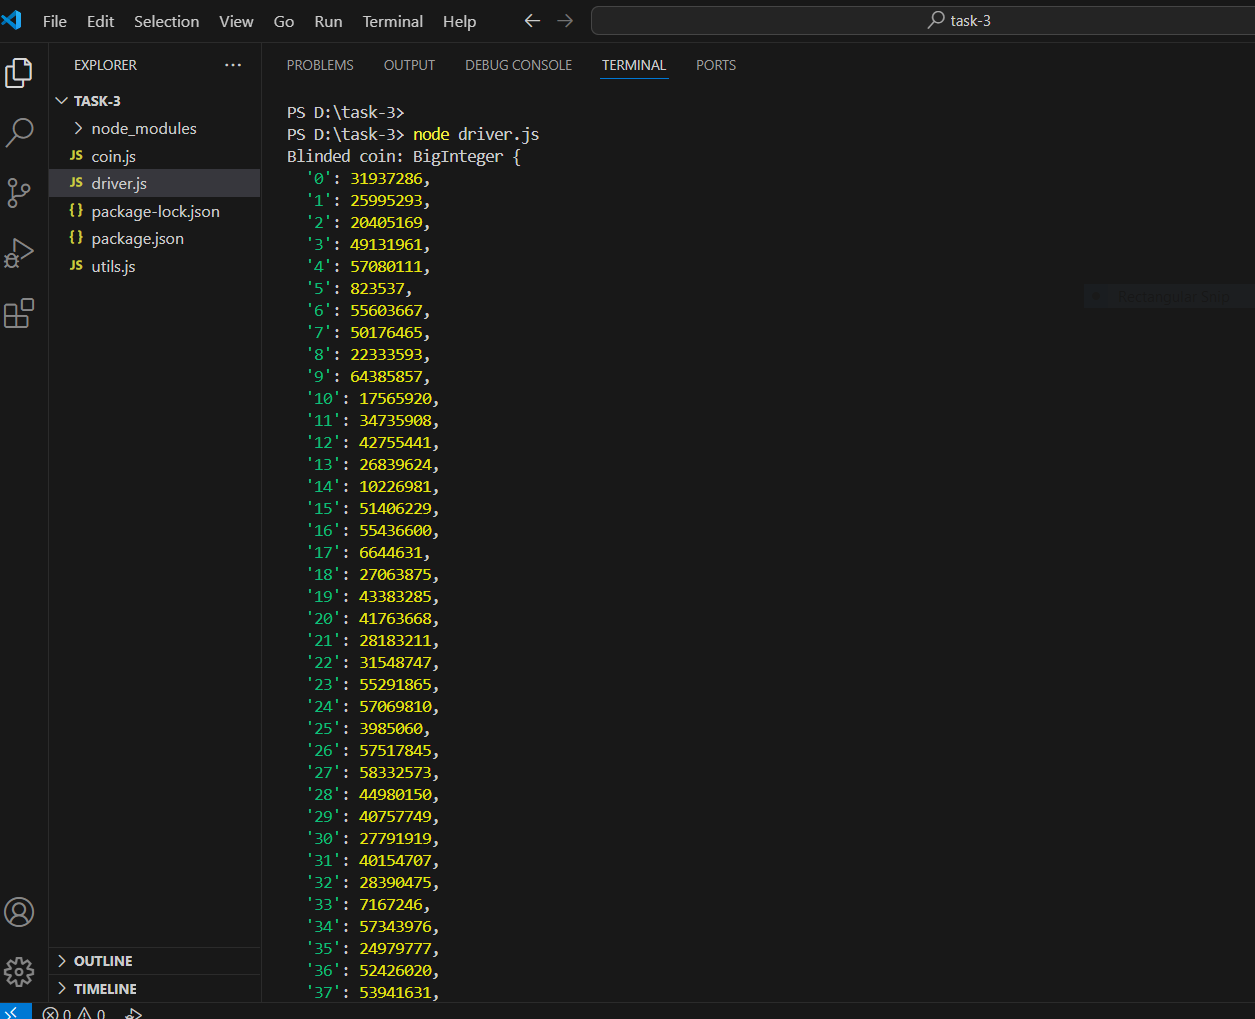 File Edit Selection View Go Run Terminal Help
task-3
EXPLORER
PROBLEMS OUTPUT DEBUG CONSOLE TERMINAL PORTS
TASK-3
node_modules
JS coin.js
JS driver.js
{} package-lock.json
{} package.json
JS utils.js
PS D:\task-3>
PS D:\task-3> node driver.js
Blinded coin: BigInteger {
'0': 31937286,
'1': 25995293,
'2': 20405169,
'3': 49131961,
'4': 57080111,
'5': 823537,
'6': 55603667,
'7': 50176465,
'8': 22333593,
'9': 64385857,
'10': 17565920,
'11': 34735908,
'12': 42755441,
'13': 26839624,
'14': 10226981,
'15': 51406229,
'16': 55436600,
'17': 6644631,
'18': 27063875,
'19': 43383285,
'20': 41763668,
'21': 28183211,
'22': 31548747,
'23': 55291865,
'24': 57069810,
'25': 3985060,
'26': 57517845,
'27': 58332573,
'28': 44980150,
'29': 40757749,
'30': 27791919,
'31': 40154707,
'32': 28390475,
'33': 7167246,
'34': 57343976,
'35': 24979777,
'36': 52426020,
'37': 53941631,
Rectangular Snip
OUTLINE
TIMELINE
0 0